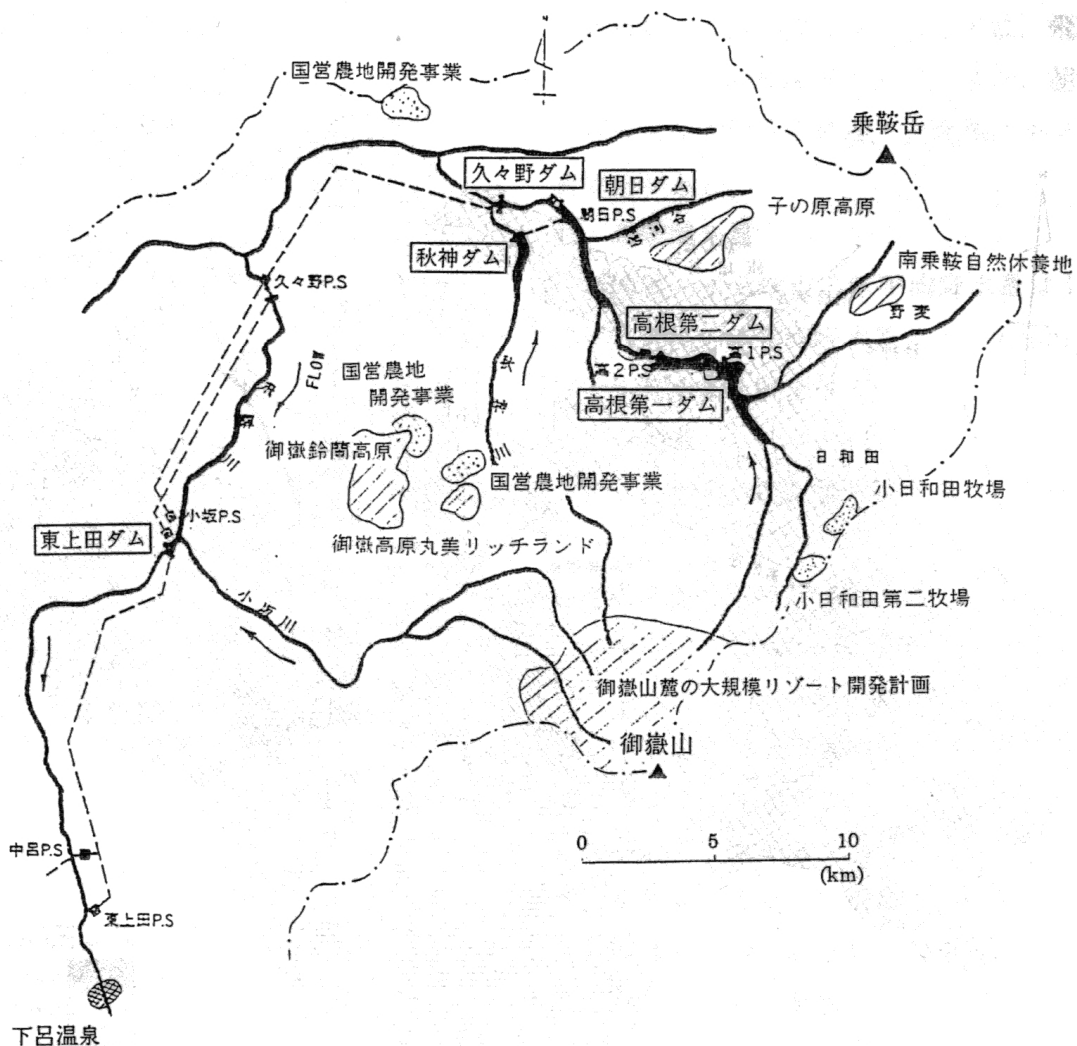 国営農地開発事業
乗鞍岳
久々野ダム
朝日ダム
朝日P.S
子の原高原
秋神ダム
南乗鞍自然休養地
野麦
久々野P.S
高根第二ダム
高1P.S
高2P.S
高根第一ダム
FLOW
国営農地
開発事業
御嶽鈴蘭高原
日和田
小日和田牧場
国営農地開発事業
小坂P.S
東上田ダム
御嶽高原丸美リッチランド
小日和田第二牧場
小坂川
御嶽山麓の大規模リゾート開発計画
御嶽山
0 5 10
(km)
中呂P.S
東上田P.S
下呂温泉